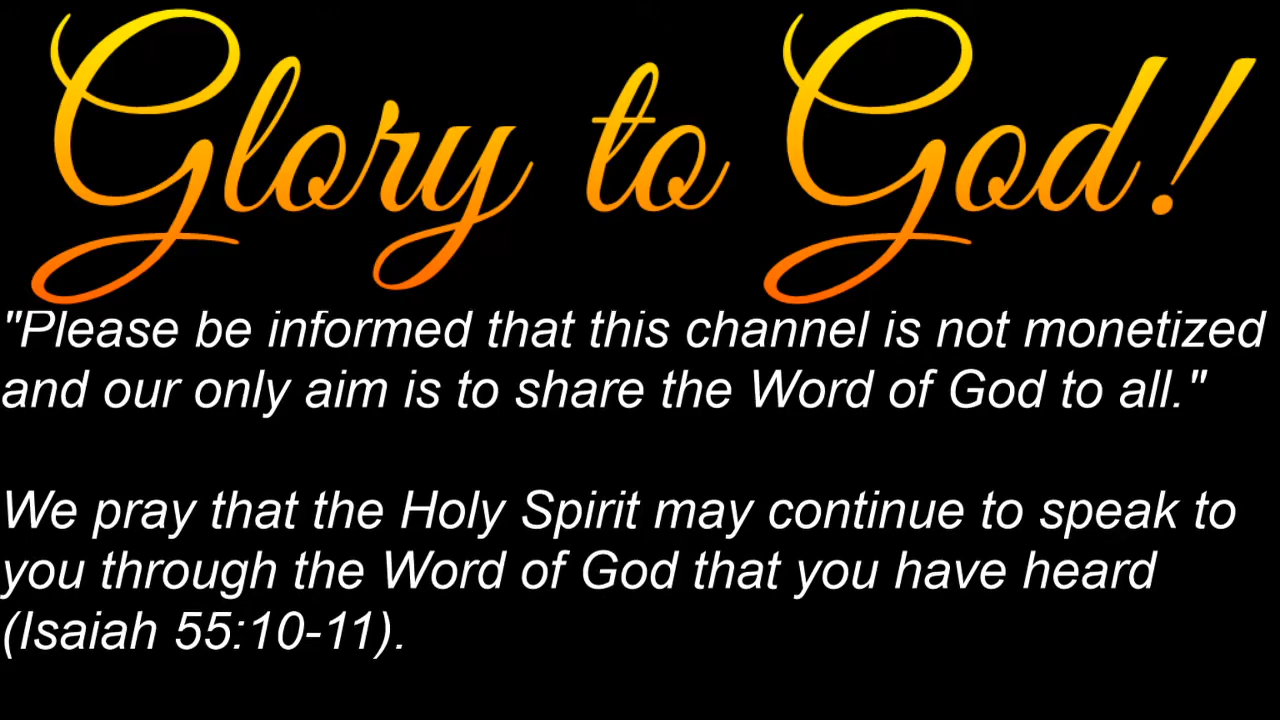 Glory to God!
"Please be informed that this channel is not monetized
and our only aim is to share the Word of God to all."
We pray that the Holy Spirit may continue to speak to
you through the Word of God that you have heard
(Isaiah 55:10-11).